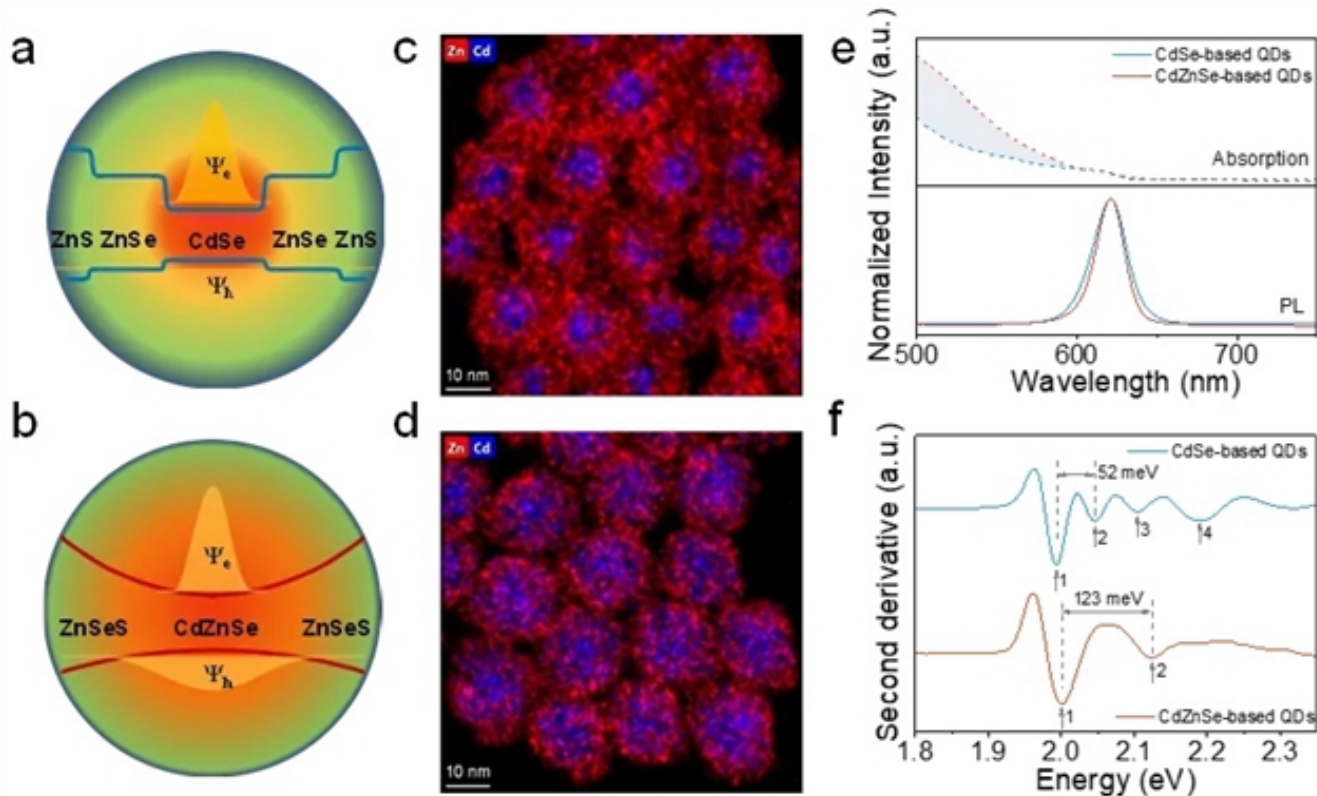 a
Ψe
ZnS ZnSe CdSe ZnSe ZnS
Ψh
b
Ψe
ZnSeS CdZnSe ZnSeS
Ψh
c
Zn Cd
10 nm
d
Zn Cd
10 nm
e
Normalized Intensity (a.u.)
CdSe-based QDs
CdZnSe-based QDs
Absorption
PL
500 600 700
Wavelength (nm)
f
Second derivative (a.u.)
CdSe-based QDs
52 meV
1 2 3 4
123 meV
1 2
CdZnSe-based QDs
1.8 1.9 2.0 2.1 2.2 2.3
Energy (eV)